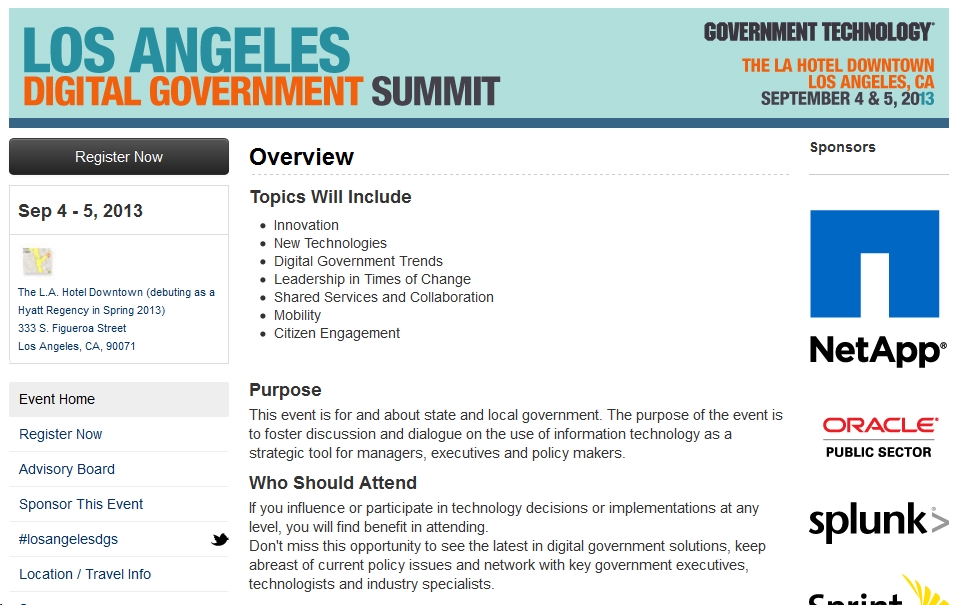 LOS ANGELES
DIGITAL GOVERNMENT SUMMIT
GOVERNMENT TECHNOLOGY®
THE LA HOTEL DOWNTOWN
LOS ANGELES, CA
SEPTEMBER 4 & 5, 2013
Register Now
Sep 4 - 5, 2013
The L.A. Hotel Downtown (debuting as a
Hyatt Regency in Spring 2013)
333 S. Figueroa Street
Los Angeles, CA, 90071
Event Home
Register Now
Advisory Board
Sponsor This Event
#losangelesdgs
Location / Travel Info
Overview
Topics Will Include
Innovation
New Technologies
Digital Government Trends
Leadership in Times of Change
Shared Services and Collaboration
Mobility
Citizen Engagement
Purpose
This event is for and about state and local government. The purpose of the event is
to foster discussion and dialogue on the use of information technology as a
strategic tool for managers, executives and policy makers.
Who Should Attend
If you influence or participate in technology decisions or implementations at any
level, you will find benefit in attending.
Don't miss this opportunity to see the latest in digital government solutions, keep
abreast of current policy issues and network with key government executives,
technologists and industry specialists.
Sponsors
NetApp®
ORACLE®
PUBLIC SECTOR
splunk>
Sprint